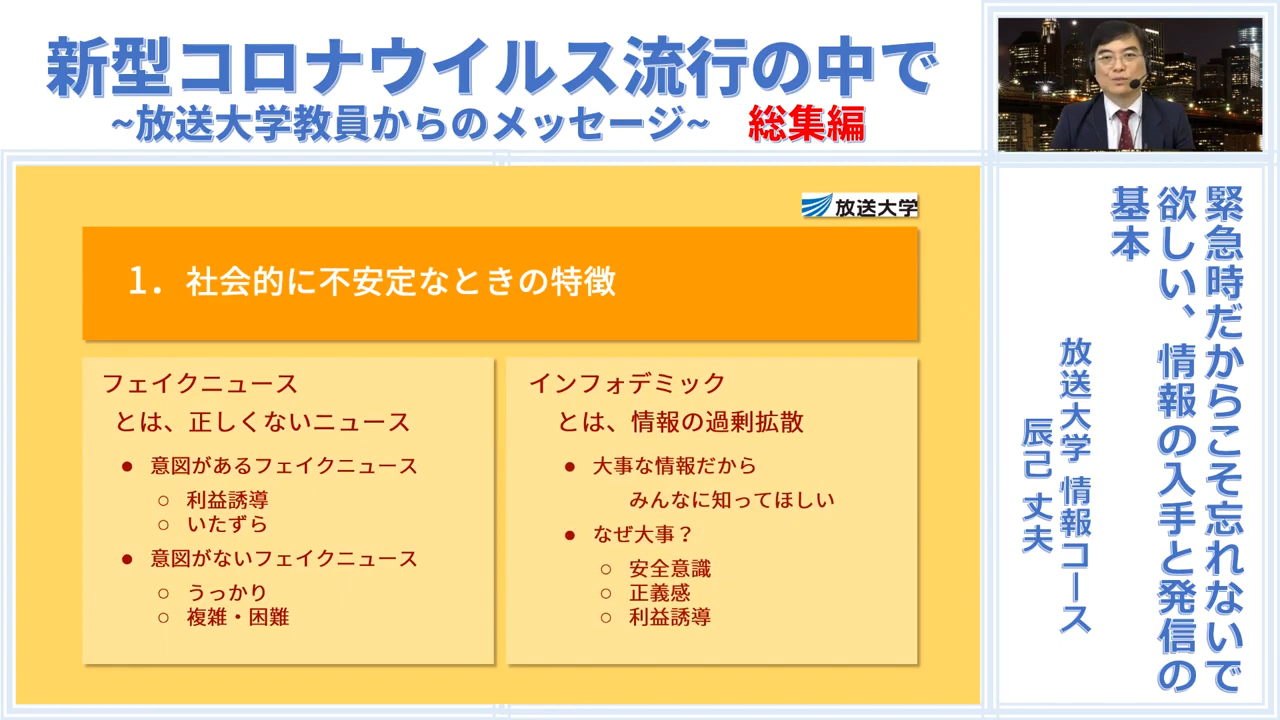 新型コロナウイルス流行の中で
~放送大学教員からのメッセージ~ 総集編
放送大学
1．社会的に不安定なときの特徴
フェイクニュース
とは、正しくないニュース
● 意図があるフェイクニュース
○ 利益誘導
○ いたずら
● 意図がないフェイクニュース
○ うっかり
○ 複雑・困難
インフォデミック
とは、情報の過剰拡散
● 大事な情報だから
みんなに知ってほしい
● なぜ大事？
○ 安全意識
○ 正義感
○ 利益誘導
緊急時だからこそ忘れないで
欲しい、情報の入手と発信の
基本
放送大学 情報コース
辰己 丈夫